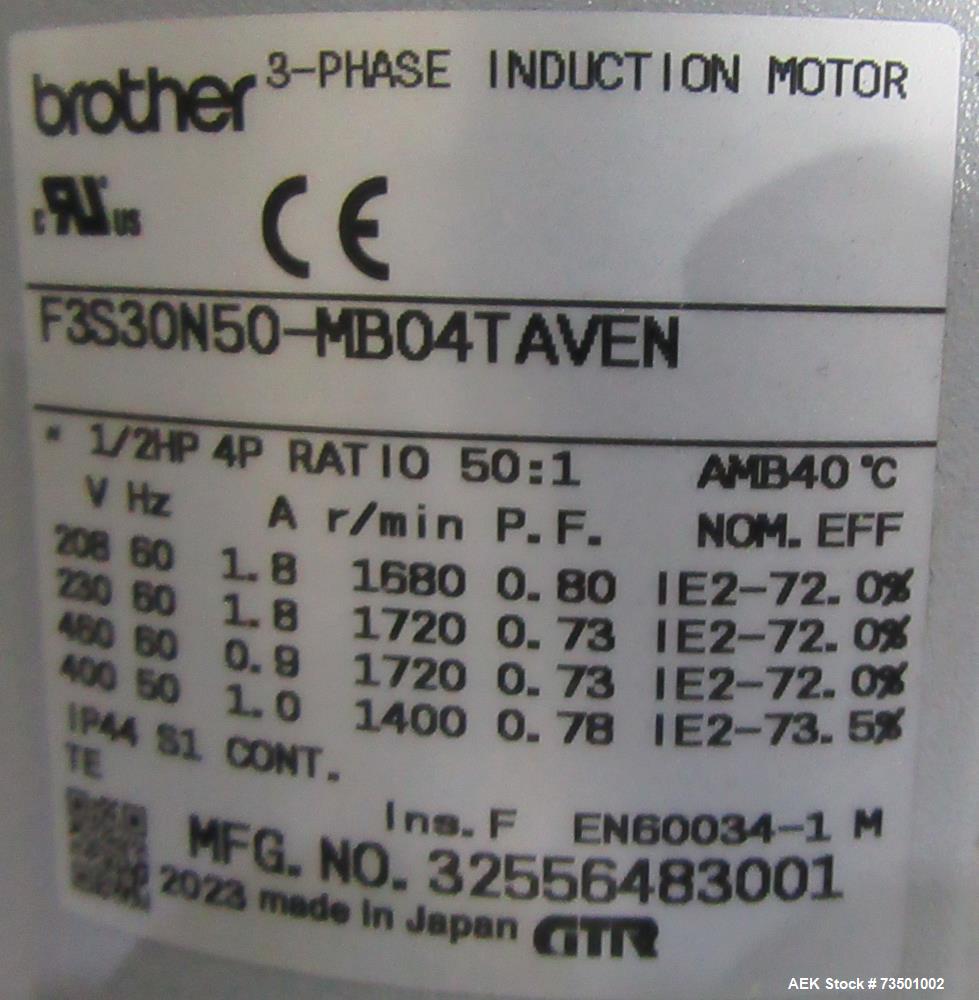 brother 3-PHASE INDUCTION MOTOR
c RU US CE
F3S30N50-MB04TAVEN
* 1/2HP 4P RATIO 50:1 AMB40°C
V Hz A r/min P.F. NOM. EFF
208 60 1.8 1680 0.80 IE2-72.0%
230 60 1.8 1720 0.73 IE2-72.0%
460 60 0.9 1720 0.73 IE2-72.0%
400 50 1.0 1400 0.78 IE2-73.5%
IP44 S1 CONT.
TE Ins.F EN60034-1 M
MFG. NO. 32556483001
2023 made in Japan GTR
AEK Stock # 73501002